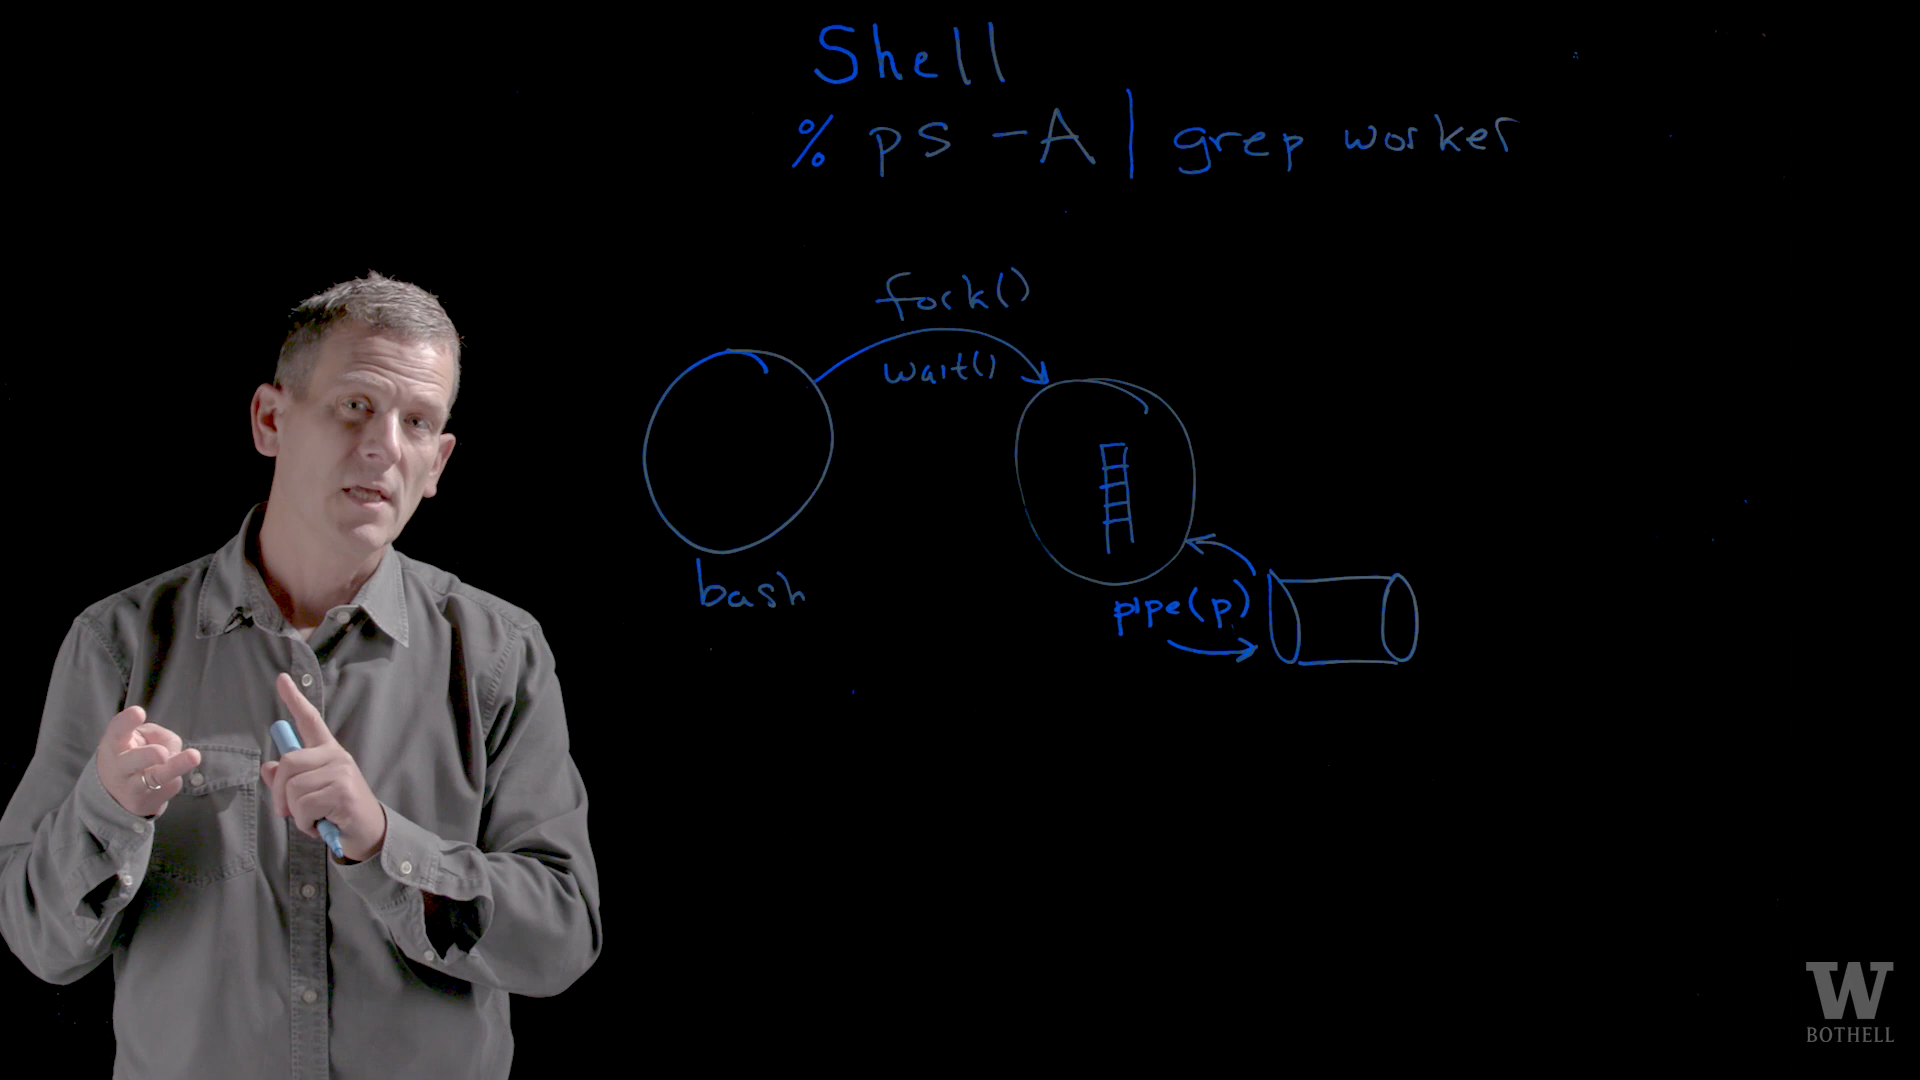 Shell
% ps -A | grep worker
fork()
wait()
bash
pipe(p)
W
BOTHELL